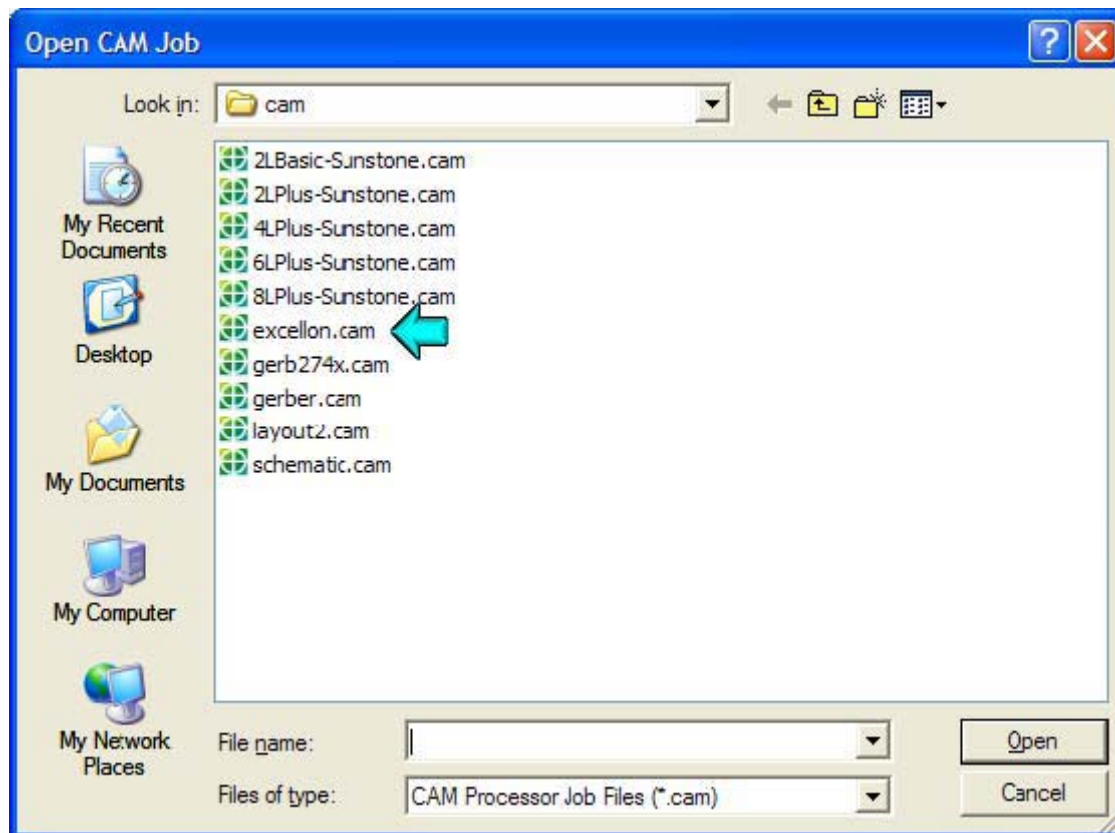 Open CAM Job
Look in:
cam
My Recent
Documents
Desktop
My Documents
My Computer
My Network
Places
2LBasic-Sunstone.cam
2LPlus-Sunstone.cam
4LPlus-Sunstone.cam
6LPlus-Sunstone.cam
8LPlus-Sunstone.cam
excellon.cam
gerb274x.cam
gerber.cam
layout2.cam
schematic.cam
File name:
Open
Files of type:
CAM Processor Job Files (*.cam)
Cancel